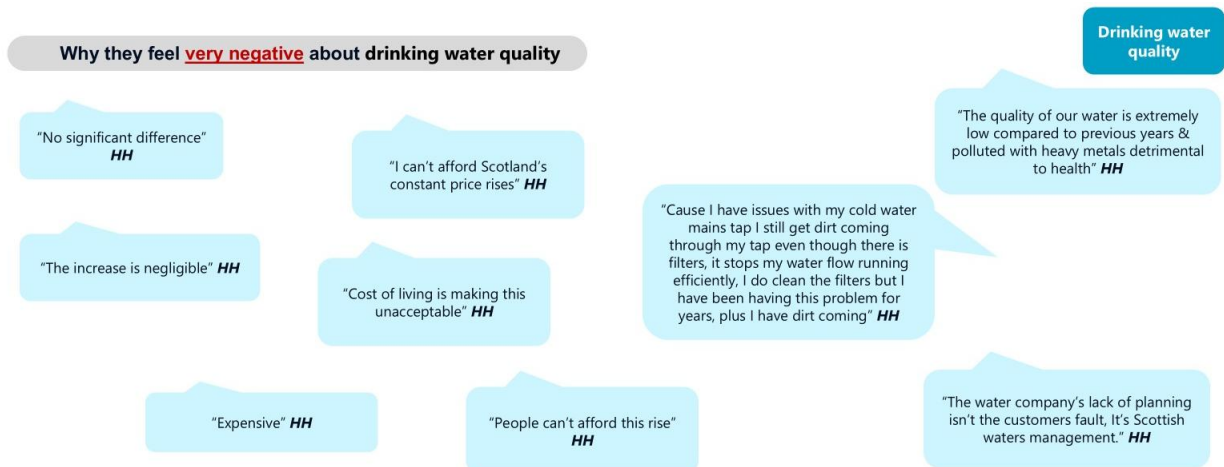 Why they feel very negative about drinking water quality
Drinking water
quality
“No significant difference”
HH
“I can’t afford Scotland’s
constant price rises” HH
“The quality of our water is extremely
low compared to previous years &
polluted with heavy metals detrimental
to health” HH
“The increase is negligible” HH
“Cost of living is making this
unacceptable” HH
“Cause I have issues with my cold water
mains tap I still get dirt coming
through my tap even though there is
filters, it stops my water flow running
efficiently, I do clean the filters but I
have been having this problem for
years, plus I have dirt coming” HH
“Expensive” HH
“People can’t afford this rise”
HH
“The water company’s lack of planning
isn’t the customers fault, It’s Scottish
waters management.” HH